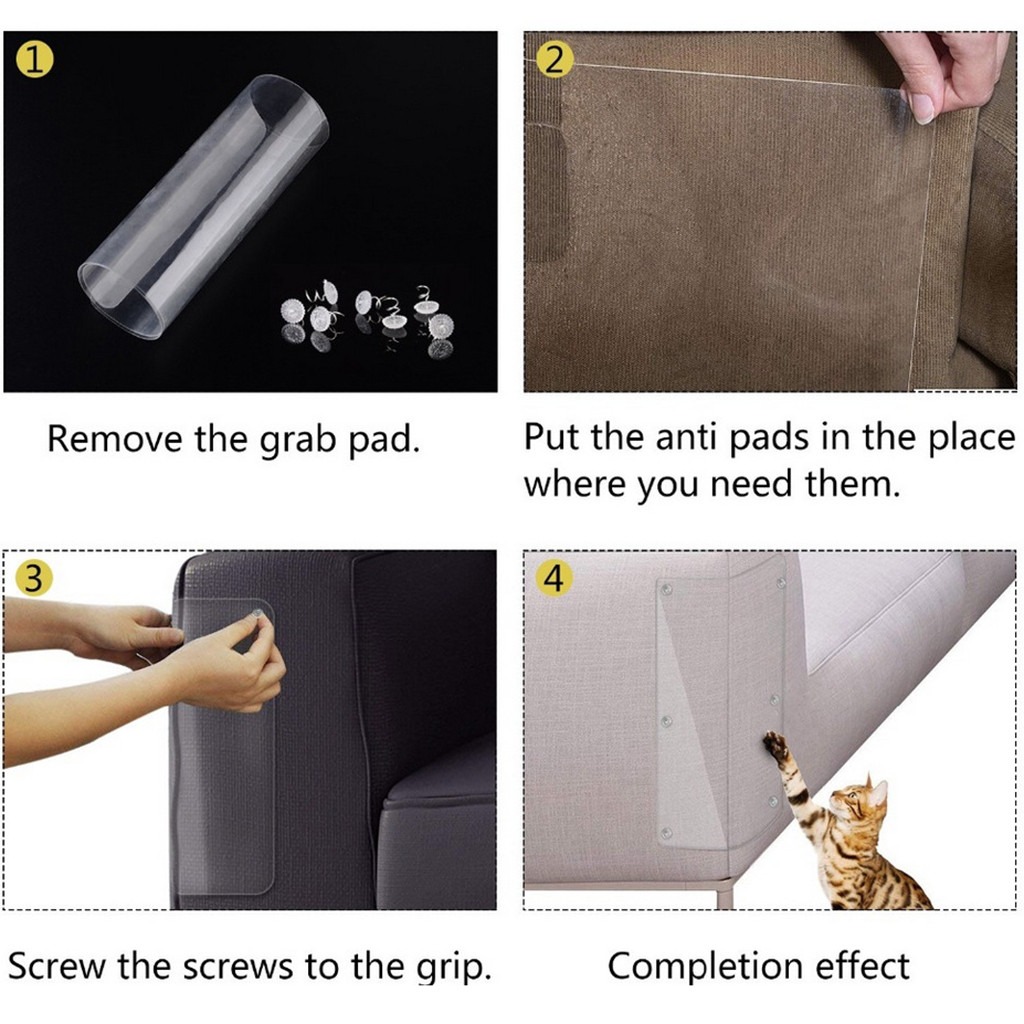 1
Remove the grab pad.
2
Put the anti pads in the place
where you need them.
3
Screw the screws to the grip.
4
Completion effect